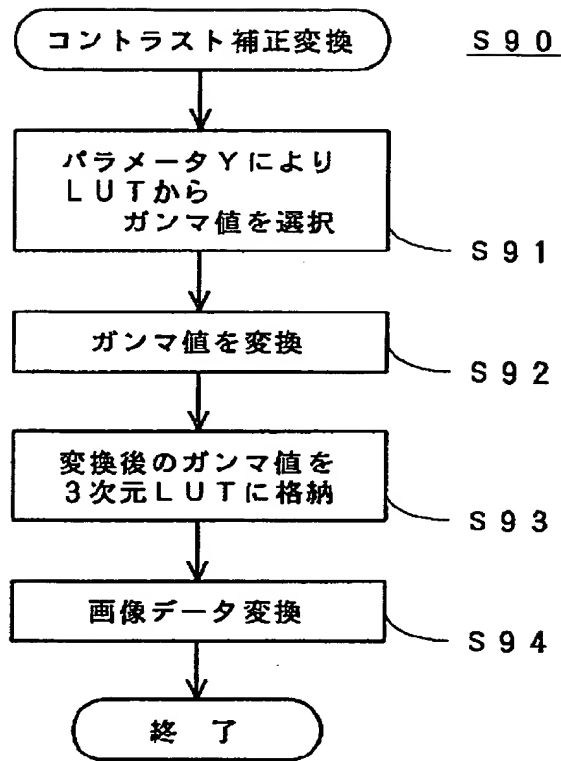 コントラスト補正変換
S90
パラメータYにより
LUTから
ガンマ値を選択
S91
ガンマ値を変換
S92
変換後のガンマ値を
3次元LUTに格納
S93
画像データ変換
S94
終 了